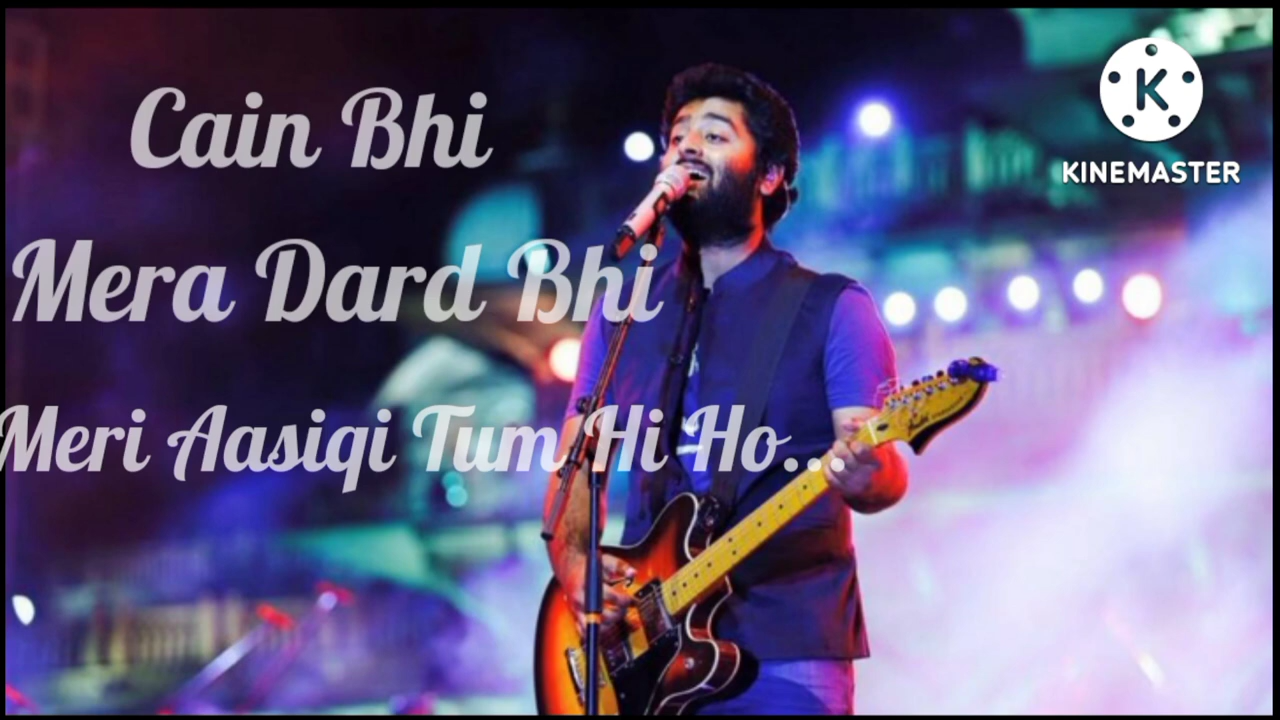 Cain Bhi
Mera Dard Bhi
Meri Aasiqi Tum Hi Ho...
K
KINEMASTER